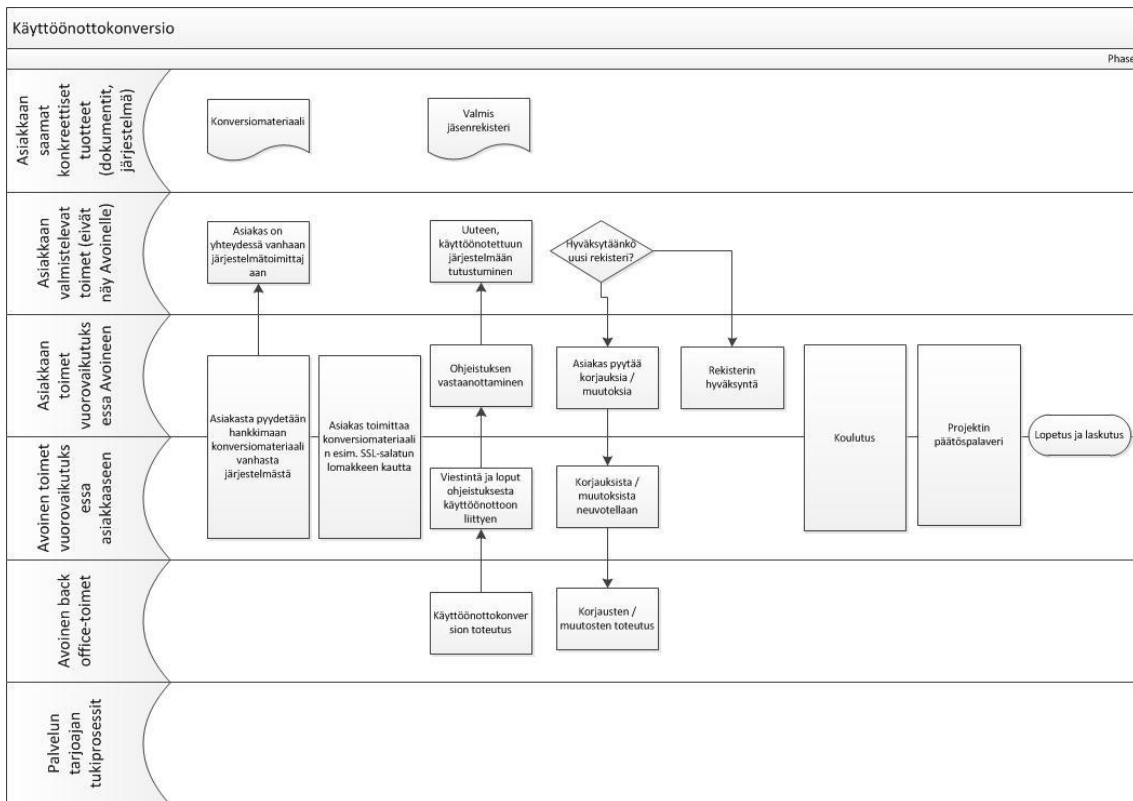 Käyttöönottokonversio
Phase
Asiakkaan
saamat
konkreettiset
tuotteet
(dokumentit,
järjestelmä)
Konversiomateriaali
Valmis
jäsenrekisteri
Asiakkaan
valmistelevat
toimet (eivät
näy Avoinelle)
Asiakas on
yhteydessä vanhaan
järjestelmätoimittaj
aan
Uuteen,
käyttöönotettuun
järjestelmään
tutustuminen
Hyväksytäänkö
uusi rekisteri?
Asiakkaan
toimet
vuorovaikutuks
essa Avoineen
Asiakasta pyydetään
hankkimaan
konversiomateriaali
vanhasta
järjestelmästä
Asiakas toimittaa
konversiomateriaali
n esim. SSL-salatun
lomakkeen kautta
Ohjeistuksen
vastaanottaminen
Asiakas pyytää
korjauksia /
muutoksia
Rekisterin
hyväksyntä
Koulutus
Projektin
päätöspalaveri
Lopetus ja laskutus
Avoinen toimet
vuorovaikutuks
essa
asiakkaaseen
Viestintä ja loput
ohjeistuksesta
käyttöönottoon
liittyen
Korjauksista /
muutoksista
neuvotellaan
Avoinen back
office-toimet
Käyttöönottokonver
sion toteutus
Korjausten /
muutosten toteutus
Palvelun
tarjoajan
tukiprosessit